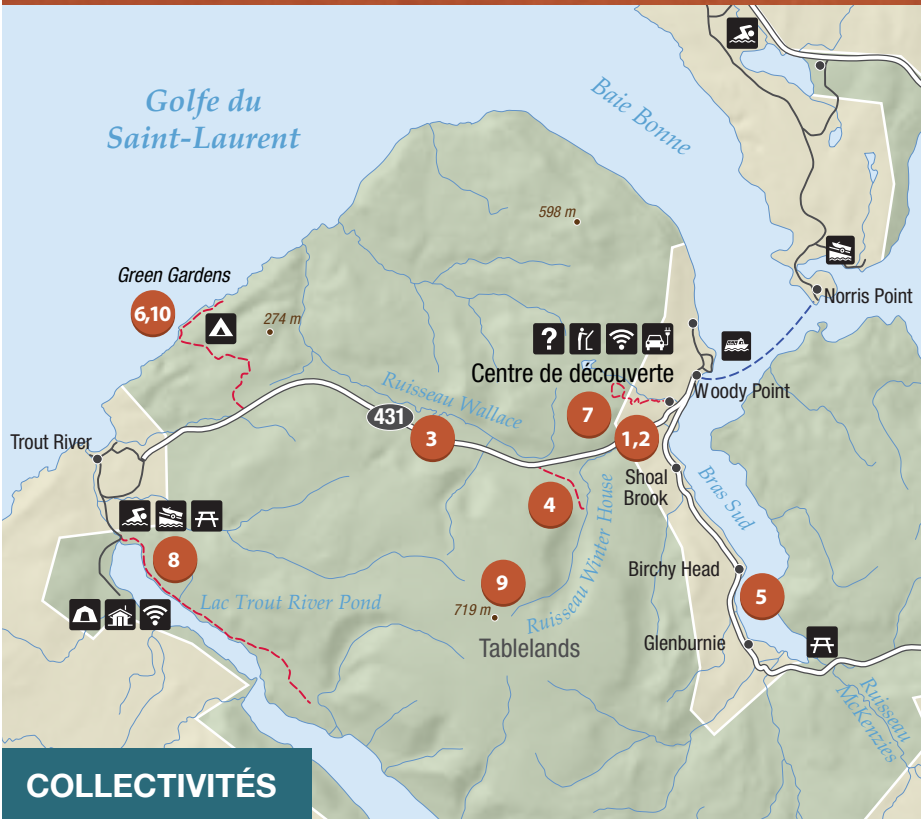 Golfe du
Saint-Laurent
Baie Bonne
598 m
Green Gardens
6,10
274 m
?
Norris Point
Centre de découverte
Woody Point
Ruisseau Wallace
431
7
3
1,2
Trout River
Shoal
Brook
Bras Sud
4
Ruisseau Winter House
8
9
Birchy Head
5
Lac Trout River Pond
719 m
Tablelands
Glenburnie
Ruisseau
McKenzies
COLLECTIVITÉS